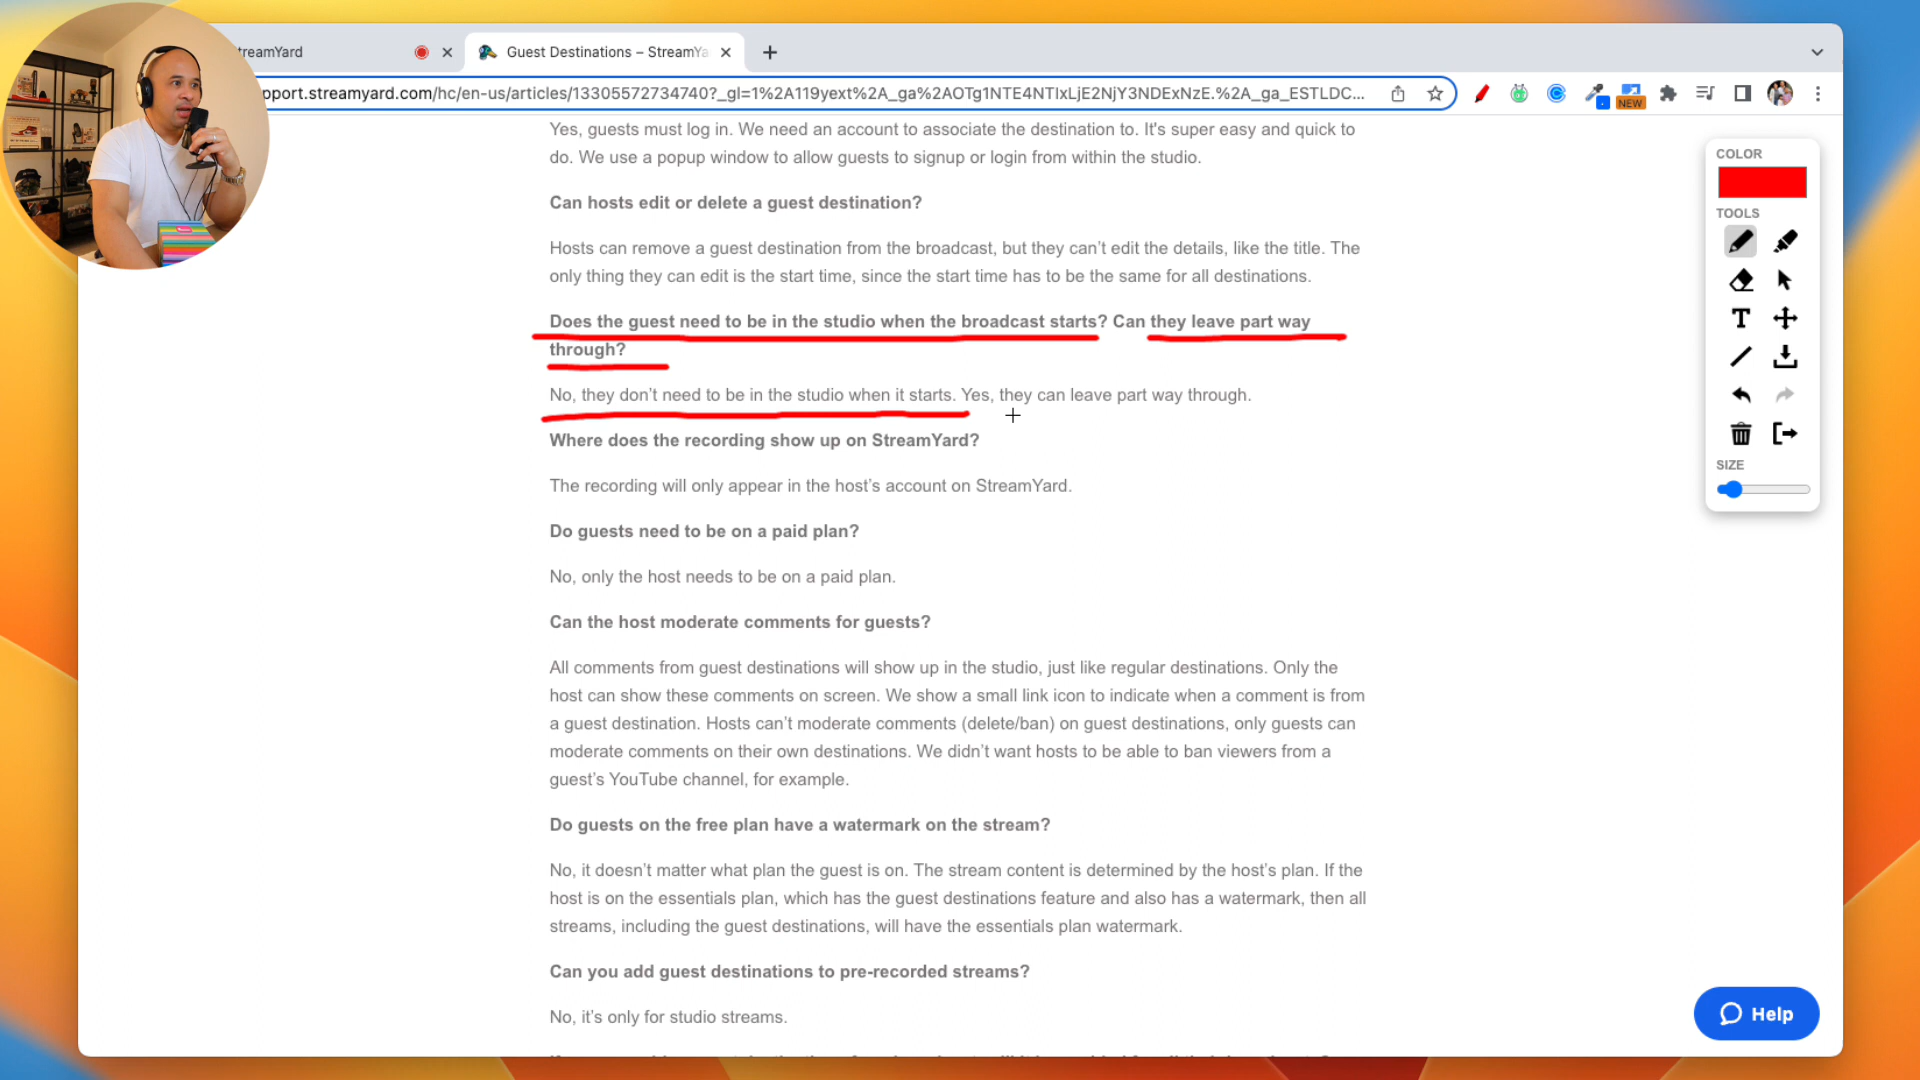 treamYard
Guest Destinations – StreamYa
pport.streamyard.com/hc/en-us/articles/13305572734740?_gl=1%2A119yext%2A_ga%2AOTg1NTE4NTIxLjE2NjY3NDExNzE.%2A_ga_ESTLDC...
NEW
Yes, guests must log in. We need an account to associate the destination to. It's super easy and quick to
do. We use a popup window to allow guests to signup or login from within the studio.
Can hosts edit or delete a guest destination?
Hosts can remove a guest destination from the broadcast, but they can’t edit the details, like the title. The
only thing they can edit is the start time, since the start time has to be the same for all destinations.
Does the guest need to be in the studio when the broadcast starts? Can they leave part way
through?
No, they don’t need to be in the studio when it starts. Yes, they can leave part way through.
Where does the recording show up on StreamYard?
The recording will only appear in the host’s account on StreamYard.
Do guests need to be on a paid plan?
No, only the host needs to be on a paid plan.
Can the host moderate comments for guests?
All comments from guest destinations will show up in the studio, just like regular destinations. Only the
host can show these comments on screen. We show a small link icon to indicate when a comment is from
a guest destination. Hosts can’t moderate comments (delete/ban) on guest destinations, only guests can
moderate comments on their own destinations. We didn’t want hosts to be able to ban viewers from a
guest’s YouTube channel, for example.
Do guests on the free plan have a watermark on the stream?
No, it doesn’t matter what plan the guest is on. The stream content is determined by the host’s plan. If the
host is on the essentials plan, which has the guest destinations feature and also has a watermark, then all
streams, including the guest destinations, will have the essentials plan watermark.
Can you add guest destinations to pre-recorded streams?
No, it’s only for studio streams.
COLOR
TOOLS
T
SIZE
Help